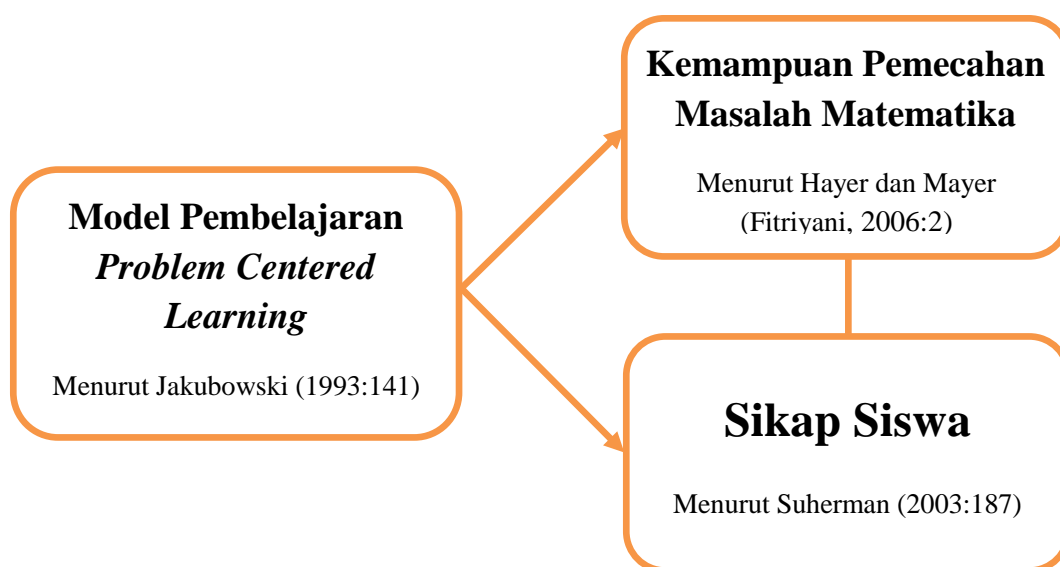 Model Pembelajaran
Problem Centered
Learning
Menurut Jakubowski (1993:141)
Kemampuan Pemecahan
Masalah Matematika
Menurut Hayer dan Mayer
(Fitriyani, 2006:2)
Sikap Siswa
Menurut Suherman (2003:187)